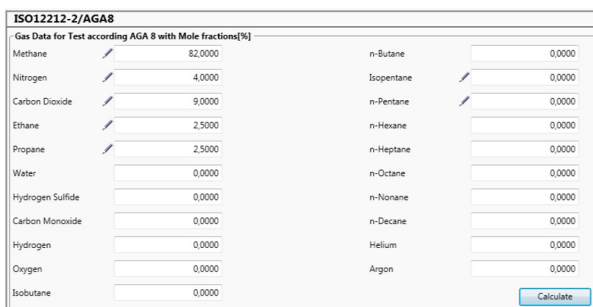 ISO12212-2/AGA8
Gas Data for Test according AGA 8 with Mole fractions[%]
Methane 82,0000 n-Butane 0,0000
Nitrogen 4,0000 Isopentane 0,0000
Carbon Dioxide 9,0000 n-Pentane 0,0000
Ethane 2,5000 n-Hexane 0,0000
Propane 2,5000 n-Heptane 0,0000
Water 0,0000 n-Octane 0,0000
Hydrogen Sulfide 0,0000 n-Nonane 0,0000
Carbon Monoxide 0,0000 n-Decane 0,0000
Hydrogen 0,0000 Helium 0,0000
Oxygen 0,0000 Argon 0,0000
Isobutane 0,0000 Calculate